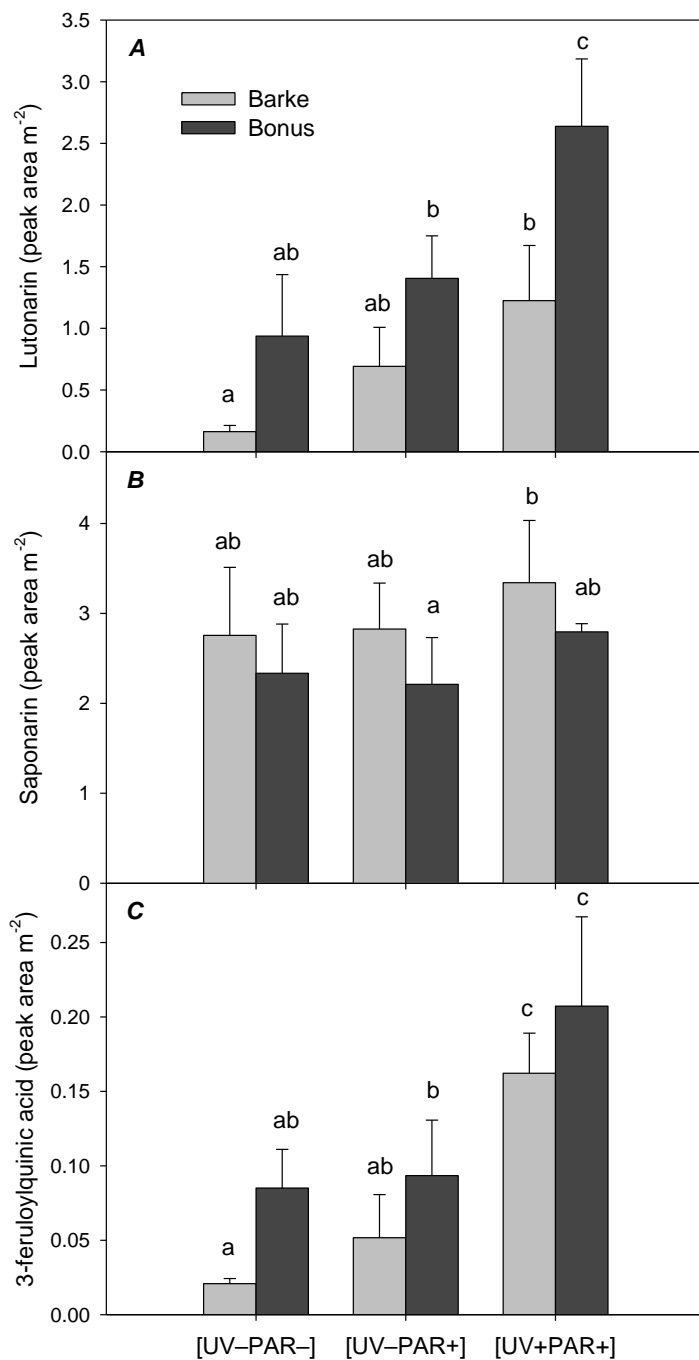 A
Barke
Bonus
Lutonarin (peak area m⁻²)
3.5
3.0
2.5
2.0
1.5
1.0
0.5
0.0
a
ab
ab
b
b
c
B
Saponarin (peak area m⁻²)
4
3
2
1
0
ab
ab
ab
a
b
ab
C
3-feruloylquinic acid (peak area m⁻²)
0.25
0.20
0.15
0.10
0.05
0.00
a
ab
ab
b
c
c
[UV–PAR–] [UV–PAR+] [UV+PAR+]